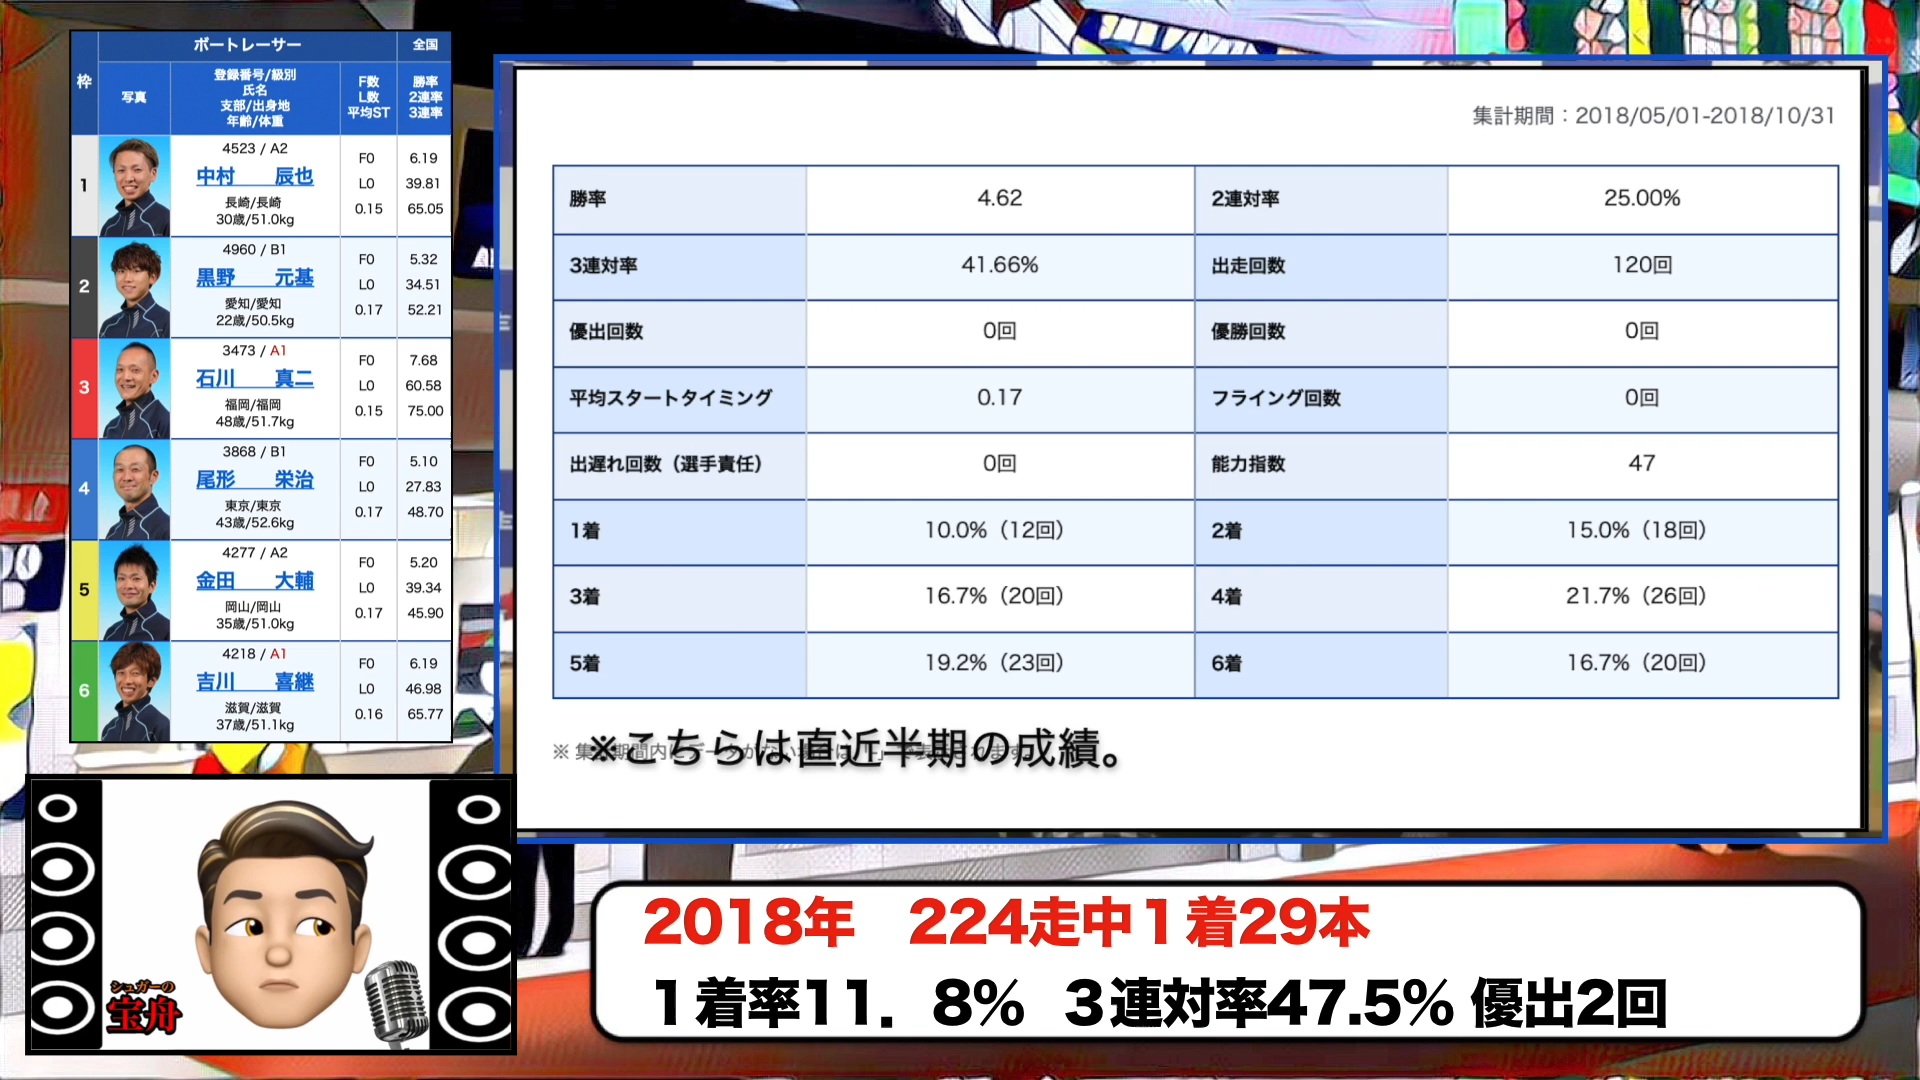 ボートレーサー 全国
枠 写真 登録番号/級別 氏名 支部/出身地 年齢/体重 F数 L数 平均ST 勝率 2連率 3連率
1 4523 / A2 F0 6.19
中村 辰也 L0 39.81
長崎/長崎 0.15 65.05
30歳/51.0kg
2 4960 / B1 F0 5.32
黒野 元基 L0 34.51
愛知/愛知 0.17 52.21
22歳/50.5kg
3 3473 / A1 F0 7.68
石川 真二 L0 60.58
福岡/福岡 0.15 75.00
48歳/51.7kg
4 3868 / B1 F0 5.10
尾形 栄治 L0 27.83
東京/東京 0.17 48.70
43歳/52.6kg
5 4277 / A2 F0 5.20
金田 大輔 L0 39.34
岡山/岡山 0.17 45.90
35歳/51.0kg
6 4218 / A1 F0 6.19
吉川 喜継 L0 46.98
滋賀/滋賀 0.16 65.77
37歳/51.1kg
集計期間：2018/05/01-2018/10/31
勝率 4.62 2連対率 25.00%
3連対率 41.66% 出走回数 120回
優出回数 0回 優勝回数 0回
平均スタートタイミング 0.17 フライング回数 0回
出遅れ回数（選手責任） 0回 能力指数 47
1着 10.0%（12回） 2着 15.0%（18回）
3着 16.7%（20回） 4着 21.7%（26回）
5着 19.2%（23回） 6着 16.7%（20回）
※こちらは直近半期の成績。
シュガーの
宝舟
2018年 224走中１着29本
１着率11．8% ３連対率47.5% 優出2回